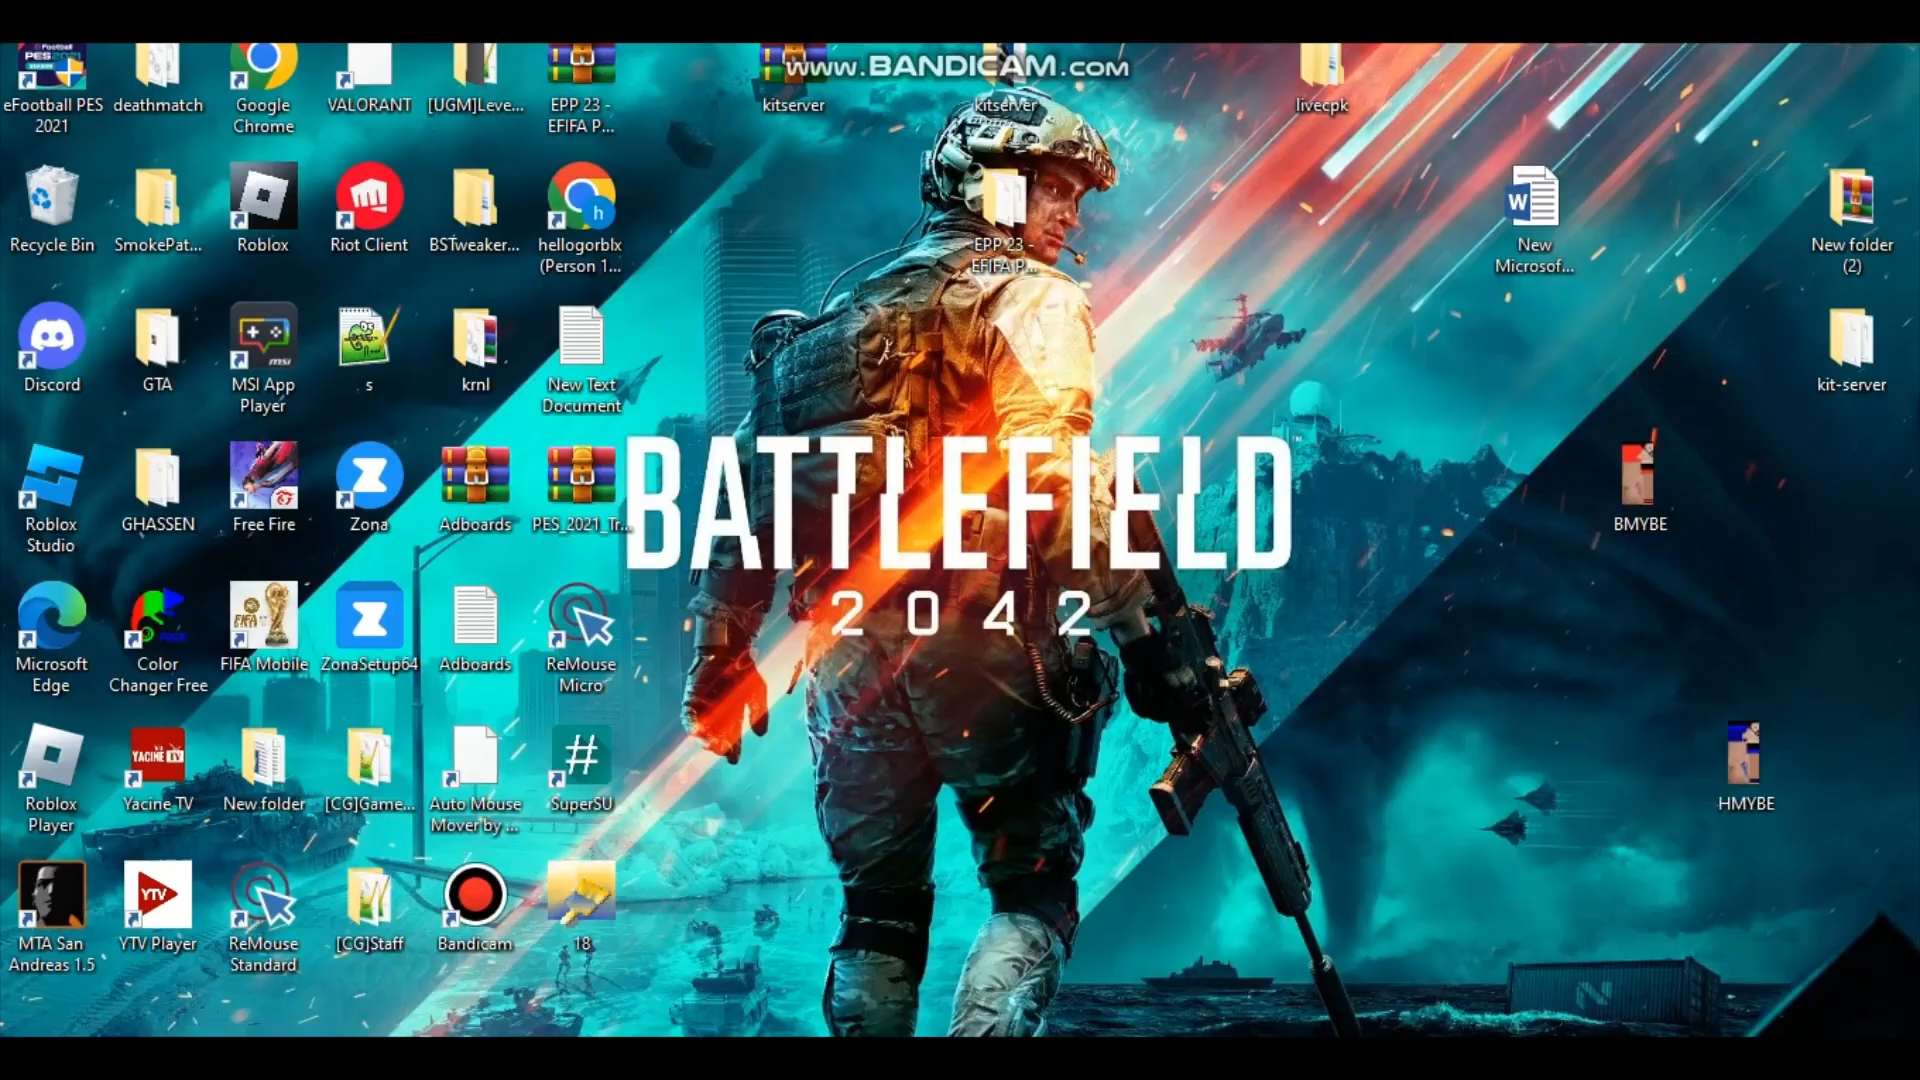 www.BANDICAM.com
eFootball PES
2021
deathmatch
Google
Chrome
VALORANT
[UGM]Leve...
EPP 23 -
EFIFA P...
kitserver
kitserver
livecpk
Recycle Bin
SmokePat...
Roblox
Riot Client
BSTweaker...
hellogorblx
(Person 1...
EPP 23 -
EFIFA P...
New
Microsof...
New folder
(2)
Discord
GTA
MSI App
Player
s
krnl
New Text
Document
kit-server
BATTLEFIELD
2042
Roblox
Studio
GHASSEN
Free Fire
Zona
Adboards
PES_2021_Tr...
BMYBE
Microsoft
Edge
Color
Changer Free
FIFA Mobile
ZonaSetup64
Adboards
ReMouse
Micro
Roblox
Player
YACINE TV
Yacine TV
New folder
[CG]Game...
Auto Mouse
Mover by ...
#
SuperSU
HMYBE
MTA San
Andreas 1.5
YTV
YTV Player
ReMouse
Standard
[CG]Staff
Bandicam
18